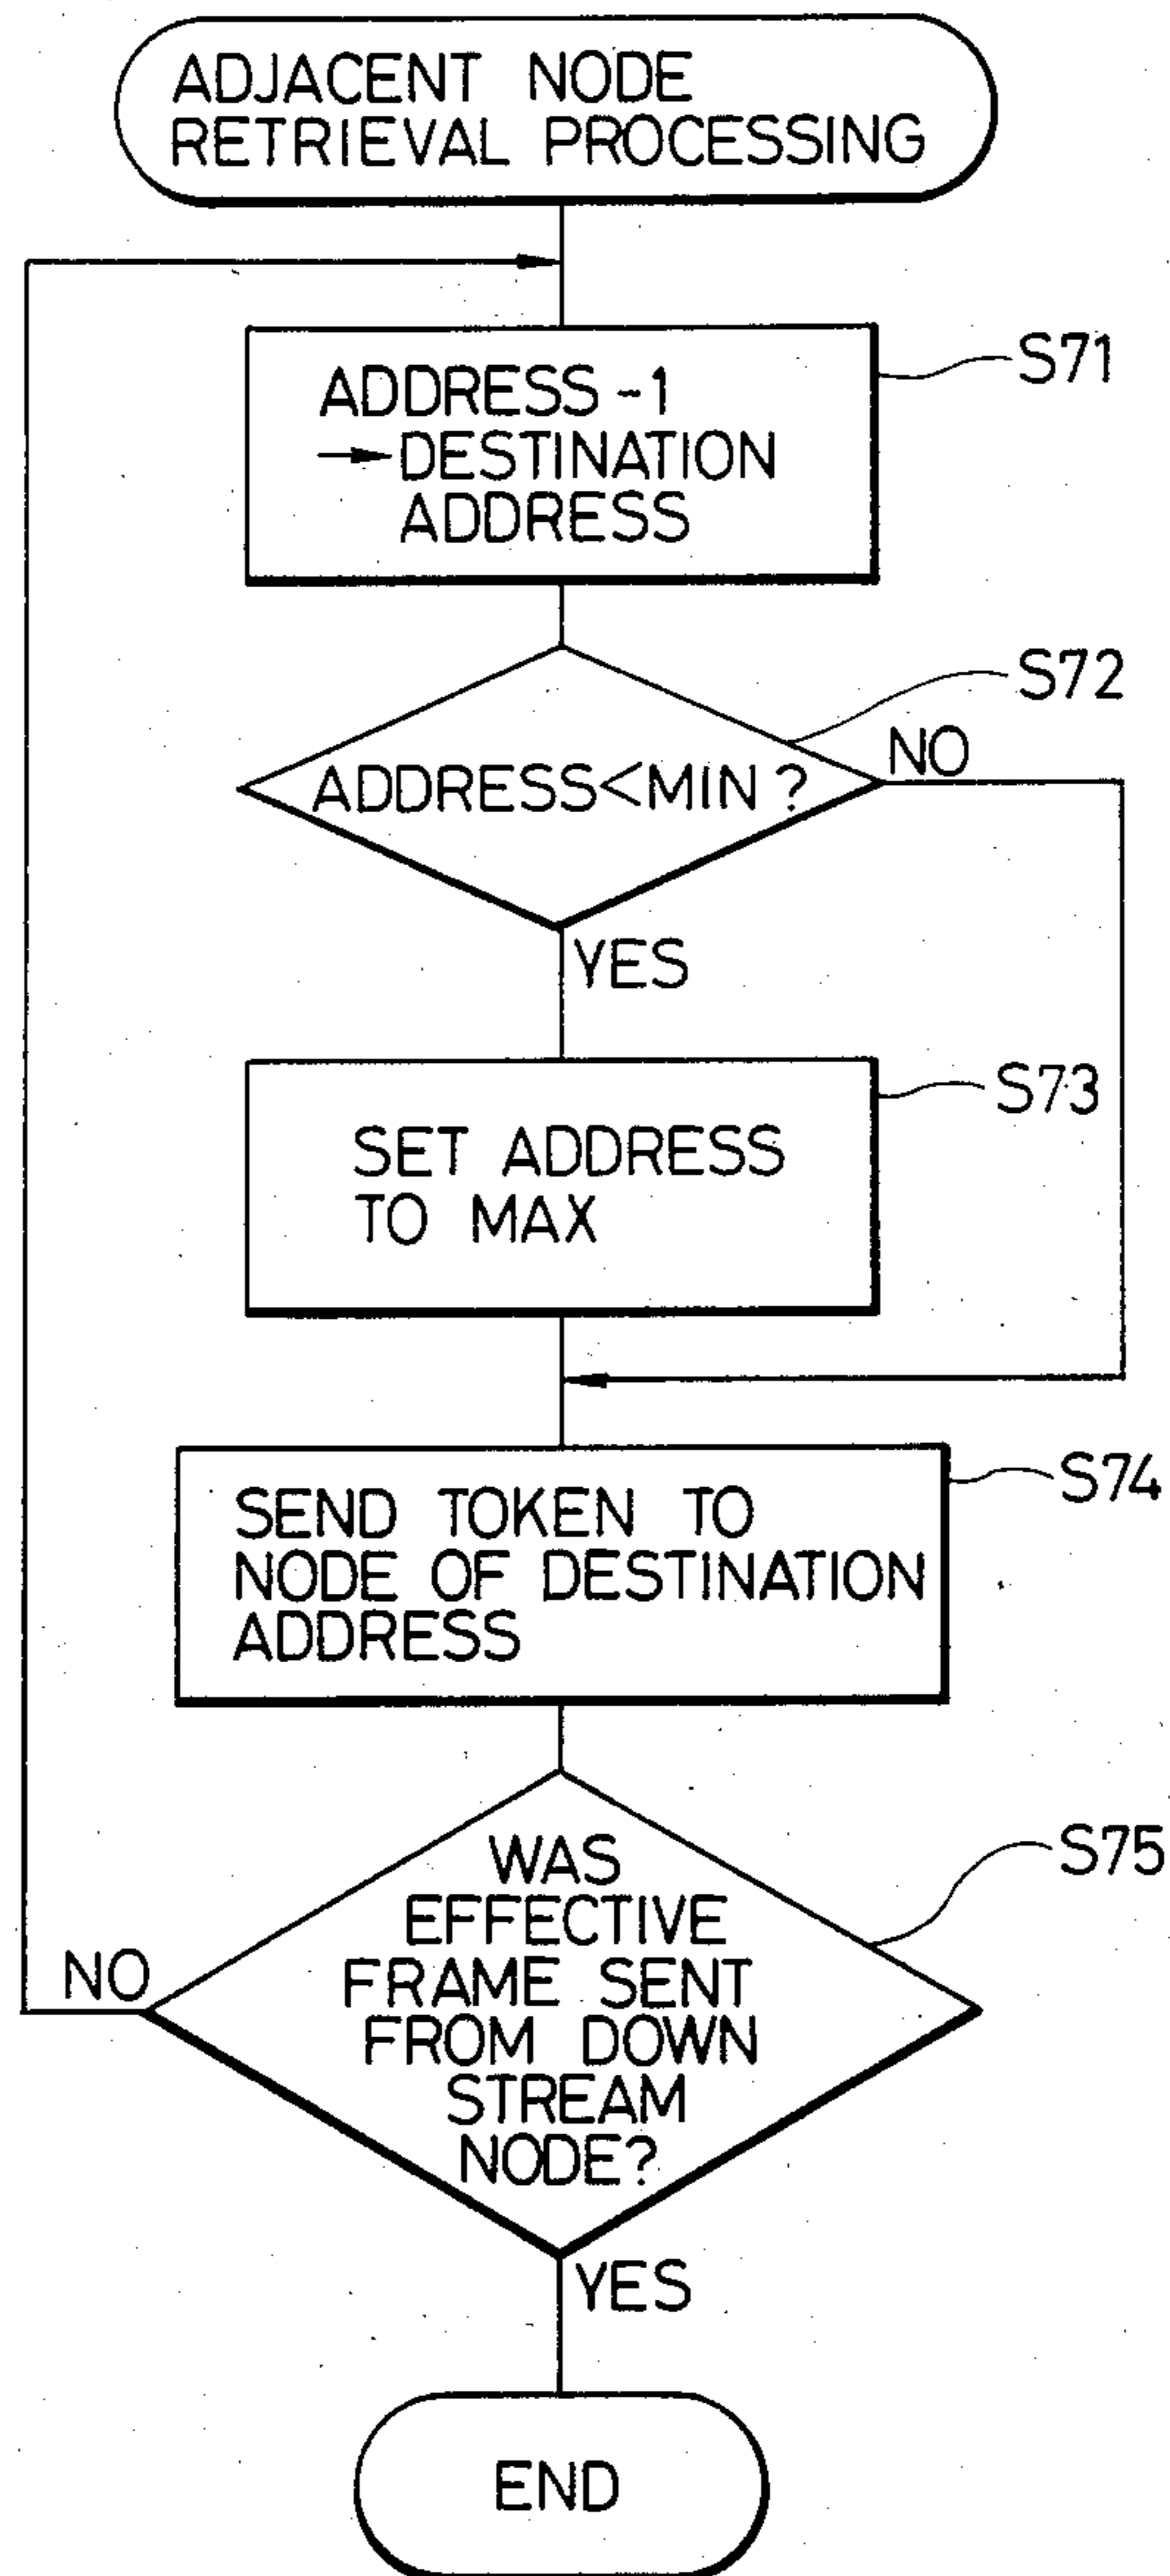 ADJACENT NODE
RETRIEVAL PROCESSING
S71
ADDRESS -1
→ DESTINATION
ADDRESS
S72
NO
ADDRESS<MIN?
YES
S73
SET ADDRESS
TO MAX
S74
SEND TOKEN TO
NODE OF DESTINATION
ADDRESS
S75
WAS
EFFECTIVE
FRAME SENT
FROM DOWN
STREAM
NODE?
NO
YES
END